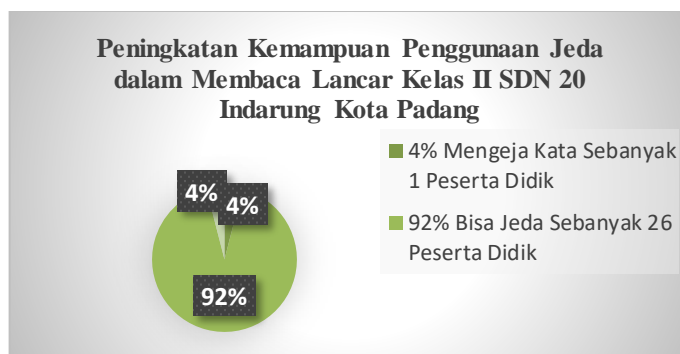 Peningkatan Kemampuan Penggunaan Jeda
dalam Membaca Lancar Kelas II SDN 20
Indarung Kota Padang
4% Mengeja Kata Sebanyak
1 Peserta Didik
92% Bisa Jeda Sebanyak 26
Peserta Didik
4%
4%
92%